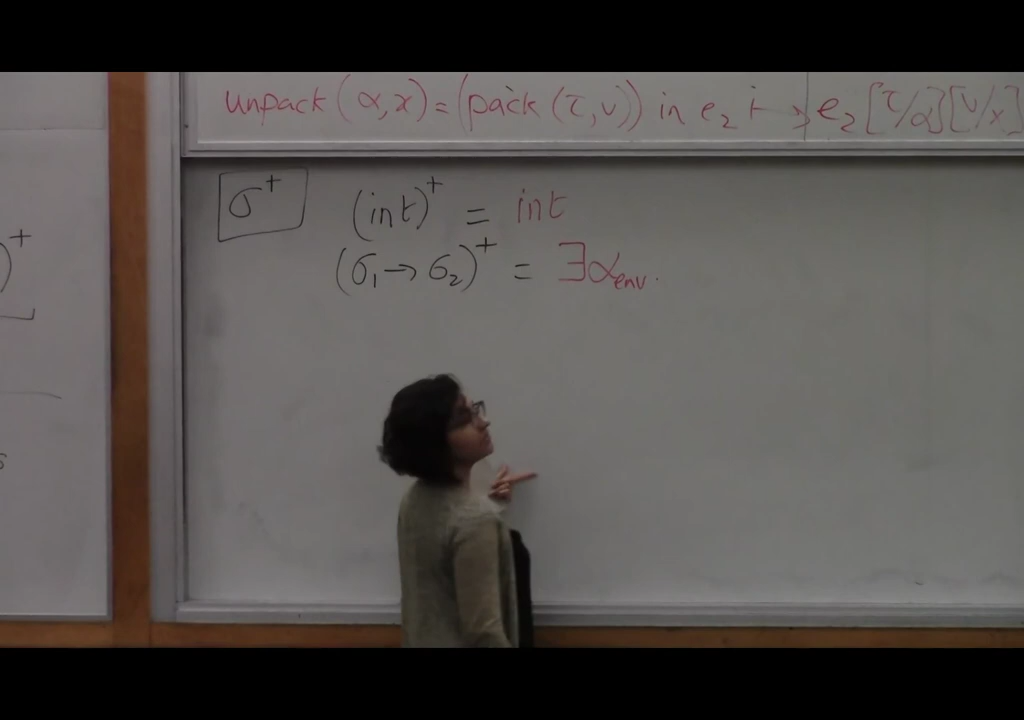 unpack (α,x) = (pack (τ,v)) in e₂ ↦ e₂[τ/α][v/x]
σ⁺ (int)⁺ = int
(σ₁ → σ₂)⁺ = ∃α_env.
)⁺
s